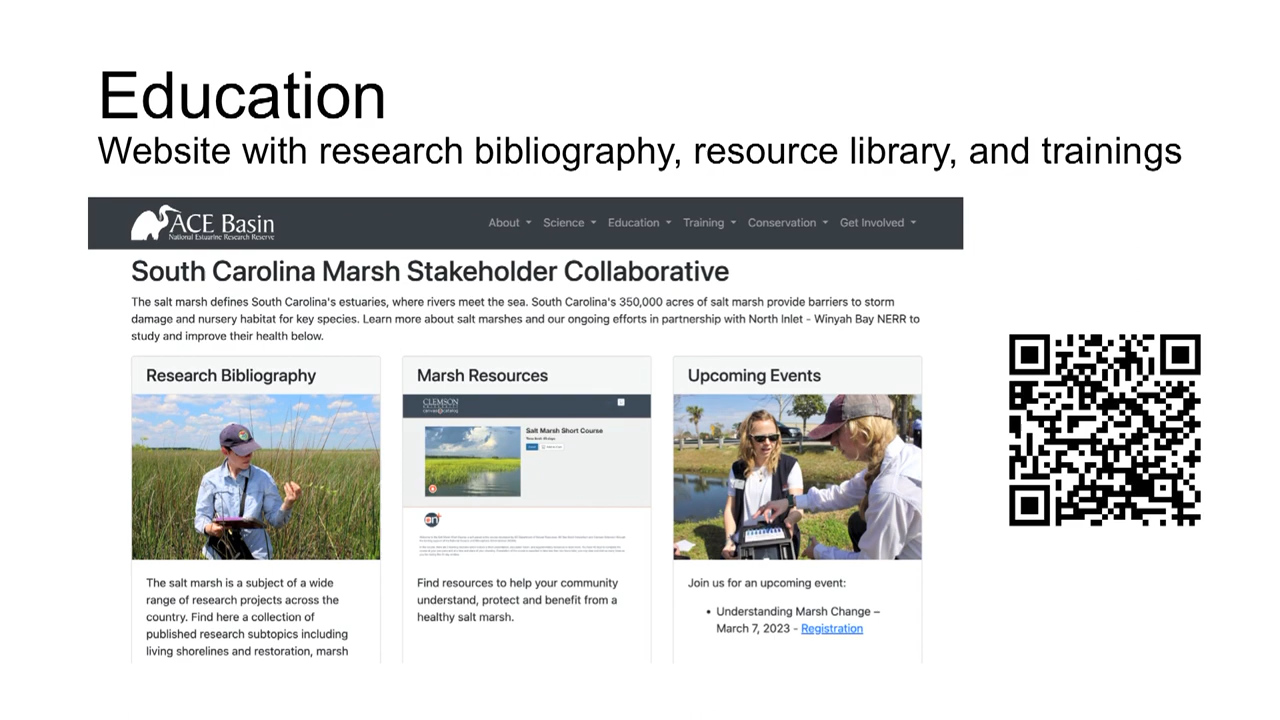 Education
Website with research bibliography, resource library, and trainings
ACE Basin
National Estuarine Research Reserve
About Science Education Training Conservation Get Involved
South Carolina Marsh Stakeholder Collaborative
The salt marsh defines South Carolina's estuaries, where rivers meet the sea. South Carolina's 350,000 acres of salt marsh provide barriers to storm
damage and nursery habitat for key species. Learn more about salt marshes and our ongoing efforts in partnership with North Inlet - Winyah Bay NERR to
study and improve their health below.
Research Bibliography
The salt marsh is a subject of a wide
range of research projects across the
country. Find here a collection of
published research subtopics including
living shorelines and restoration, marsh
Marsh Resources
CLEMSON
Salt Marsh Short Course
Find resources to help your community
understand, protect and benefit from a
healthy salt marsh.
Upcoming Events
Join us for an upcoming event:
• Understanding Marsh Change –
March 7, 2023 - Registration